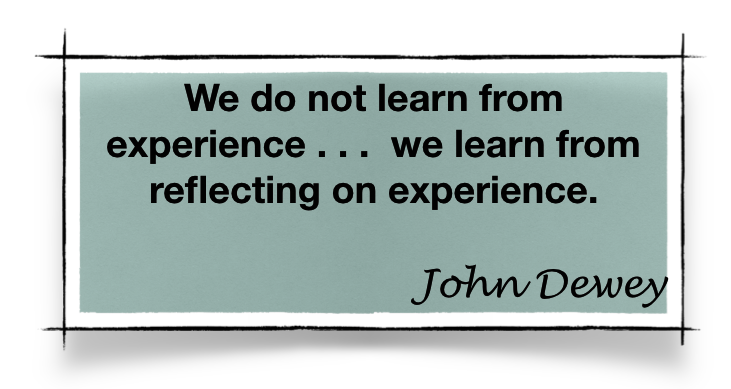 We do not learn from
experience . . .  we learn from
reflecting on experience.
John Dewey